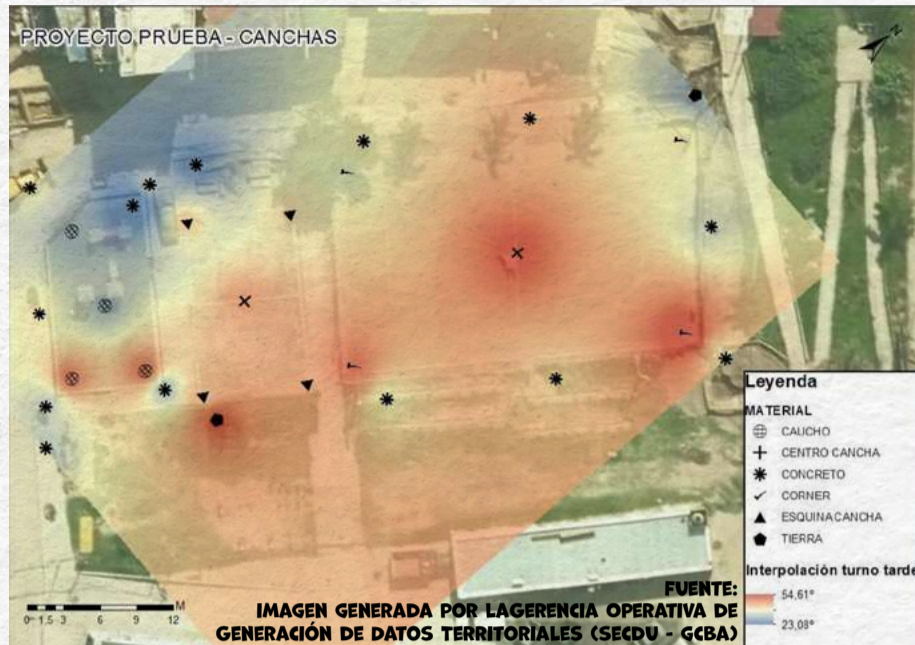 PROYECTO PRUEBA - CANCHAS
N
Leyenda
MATERIAL
CAUCHO
CENTRO CANCHA
CONCRETO
CORNER
ESQUINA CANCHA
TIERRA
Interpolación turno tarde
54,61°
23,08°
0 1.5 3 6 9 12
M
FUENTE:
IMAGEN GENERADA POR LAGERENCIA OPERATIVA DE
GENERACIÓN DE DATOS TERRITORIALES (SECDU - GCBA)